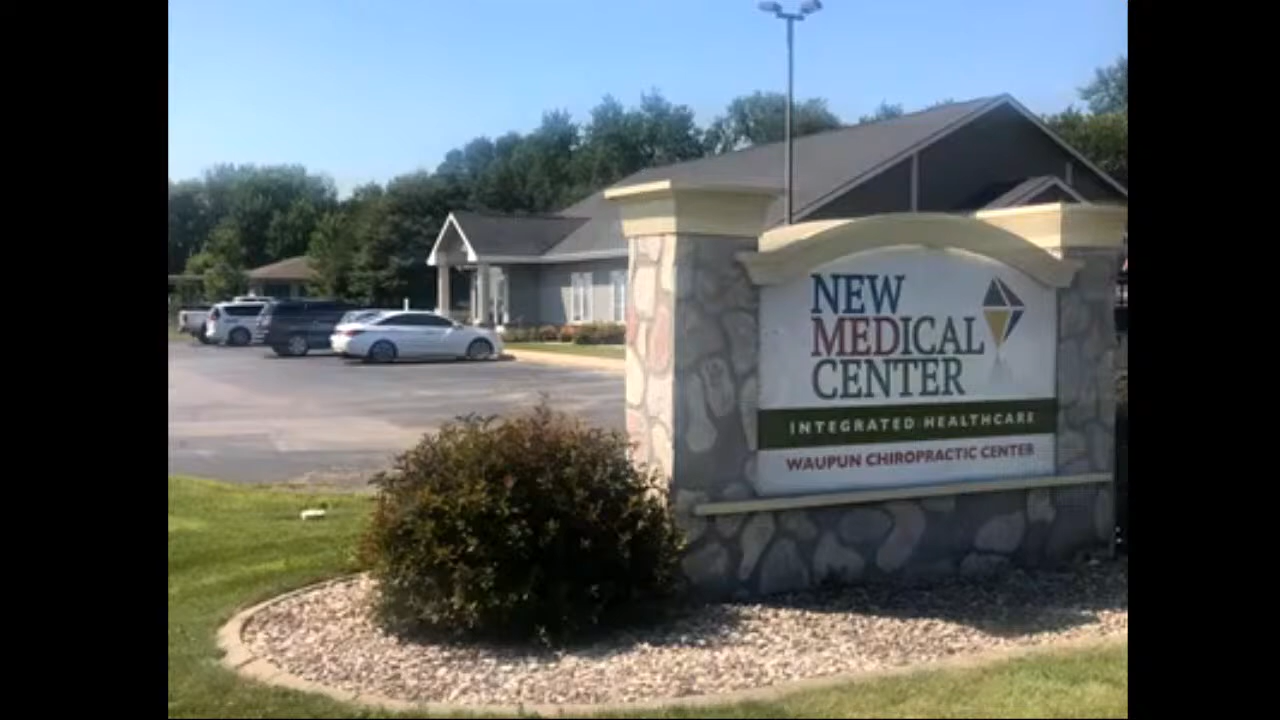 NEW
MEDICAL
CENTER
INTEGRATED HEALTHCARE
WAUPUN CHIROPRACTIC CENTER